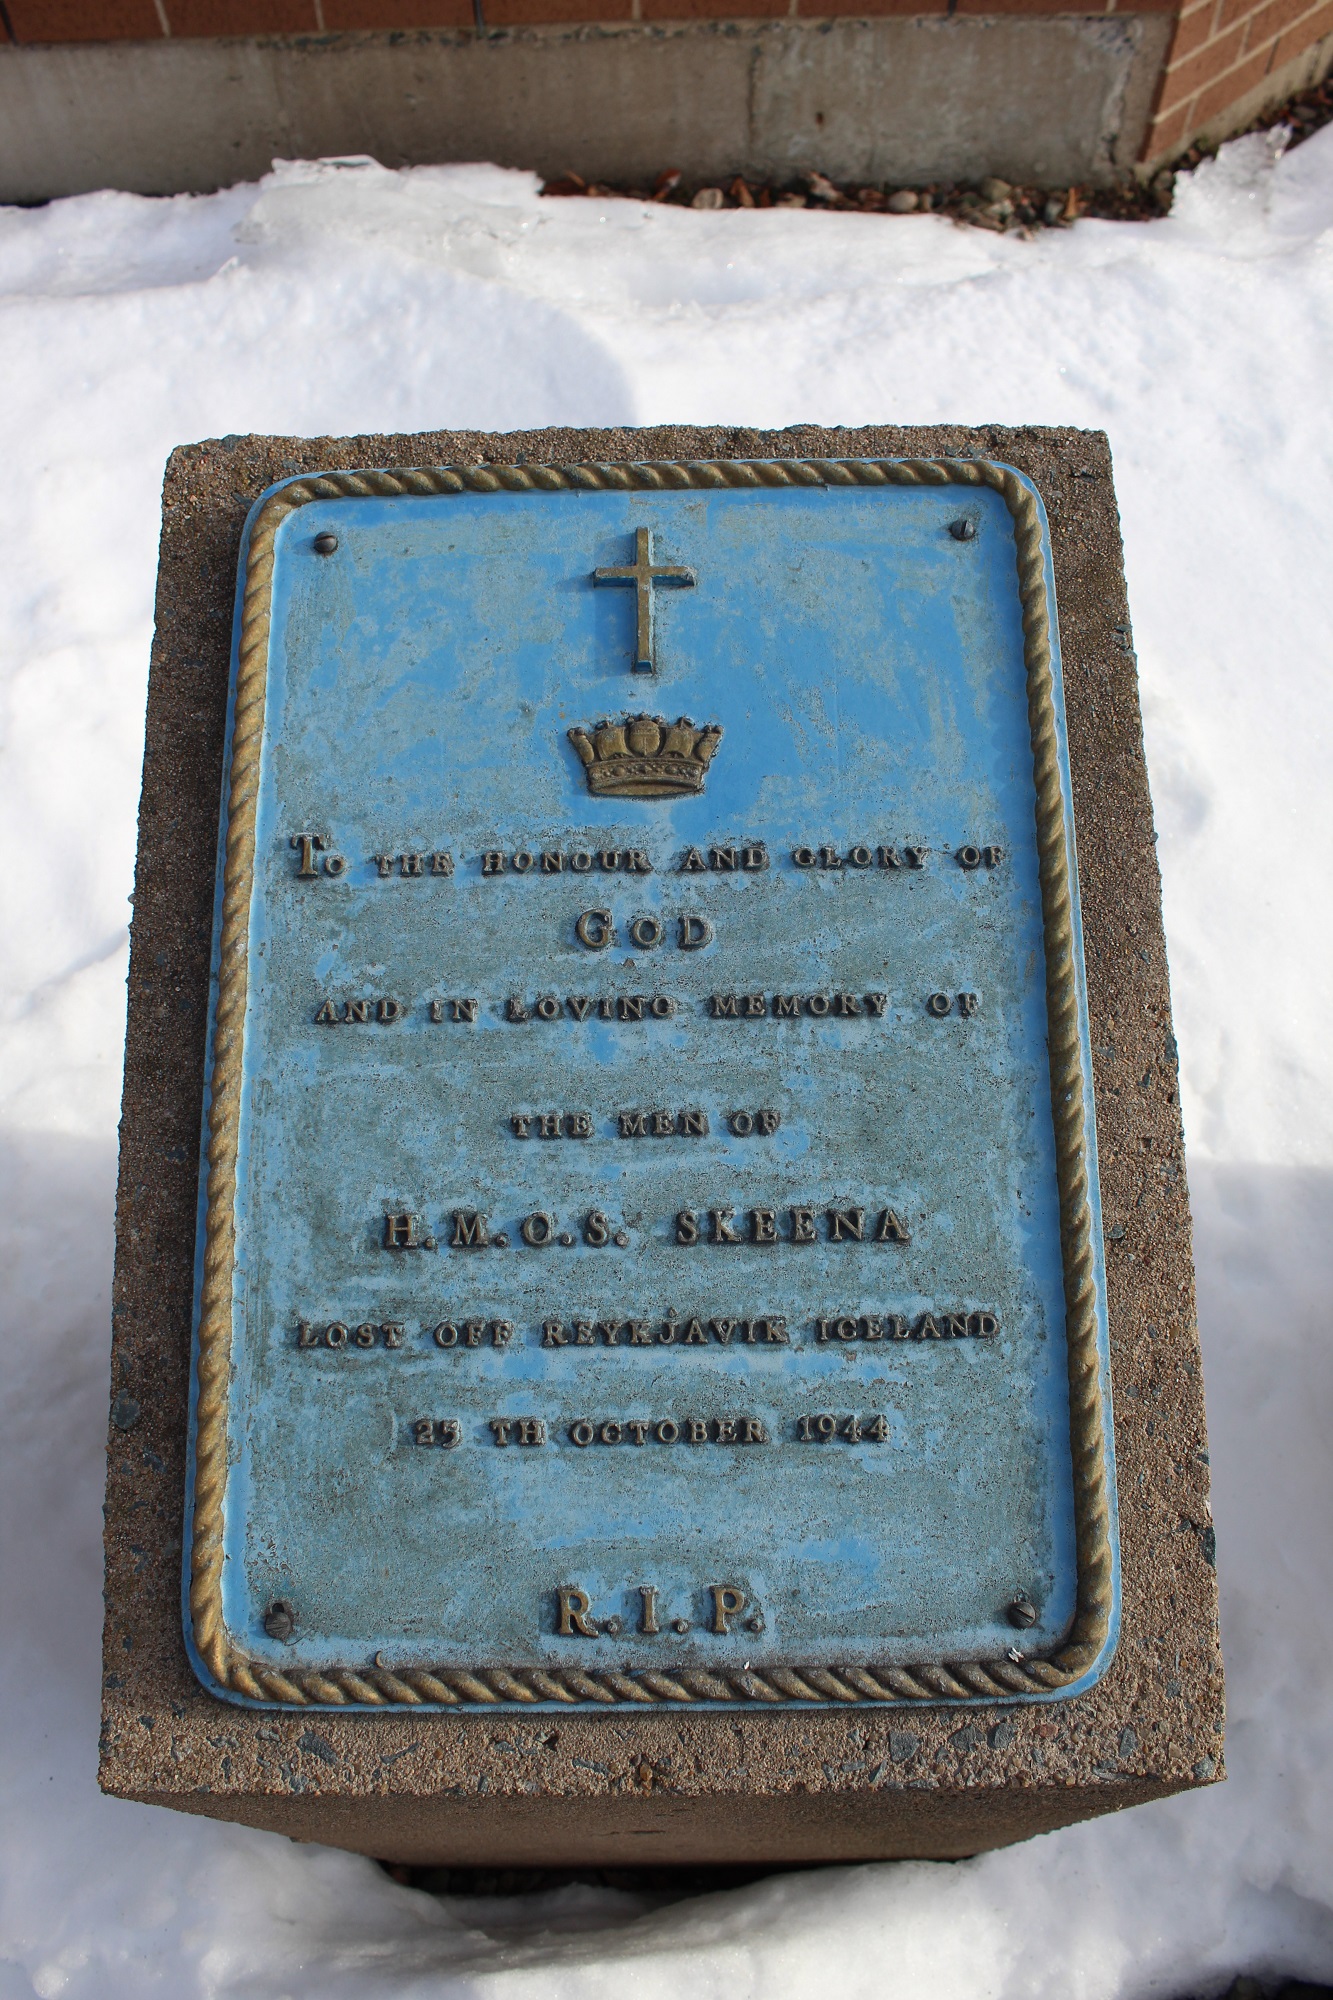 To THE HONOUR AND GLORY OF
GOD
AND IN LOVING MEMORY OF
THE MEN OF
H.M.O.S. SKEENA
LOST OFF REYKJAVIK ICELAND
25 TH OCTOBER 1944
R.I.P.